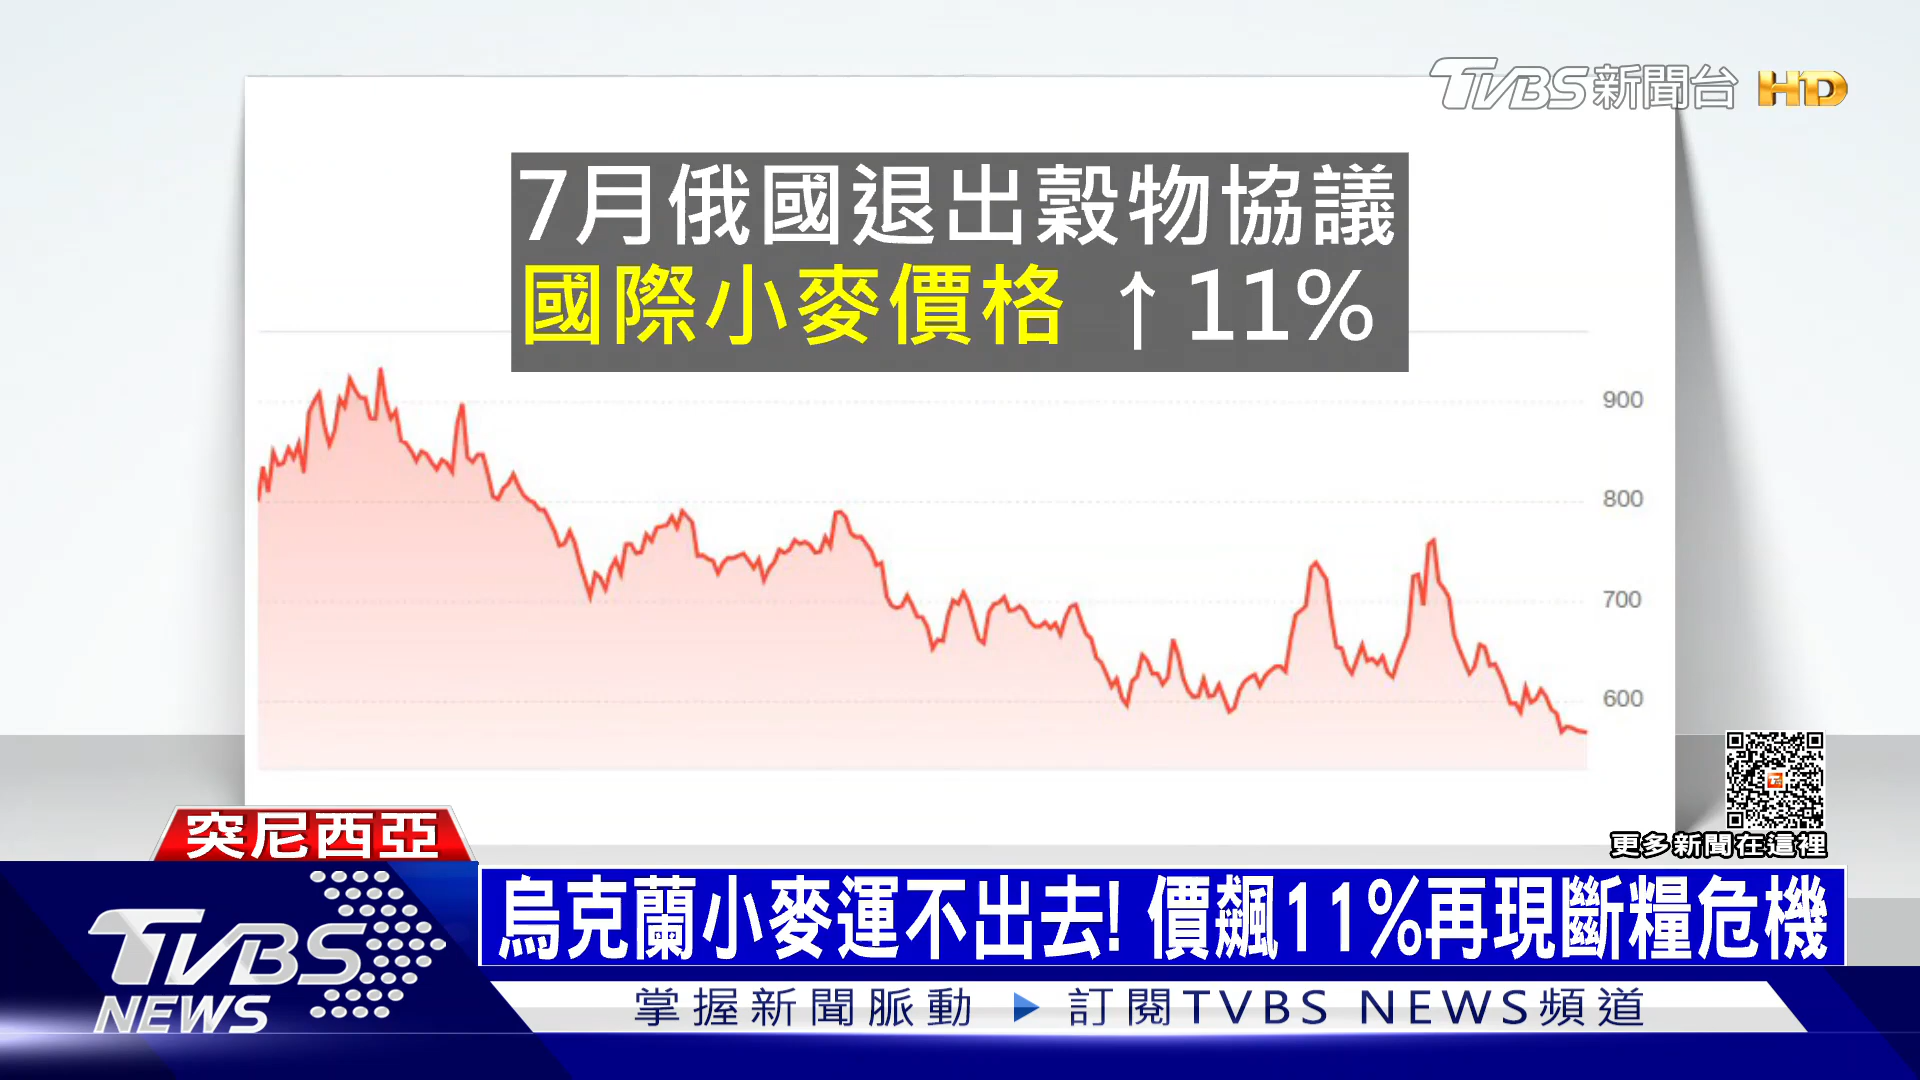 TVBS新聞台 HD
7月俄國退出穀物協議
國際小麥價格 ↑11%
900
800
700
600
更多新聞在這裡
突尼西亞
烏克蘭小麥運不出去! 價飆11%再現斷糧危機
TVBS
NEWS
掌握新聞脈動 ▶ 訂閱TVBS NEWS頻道